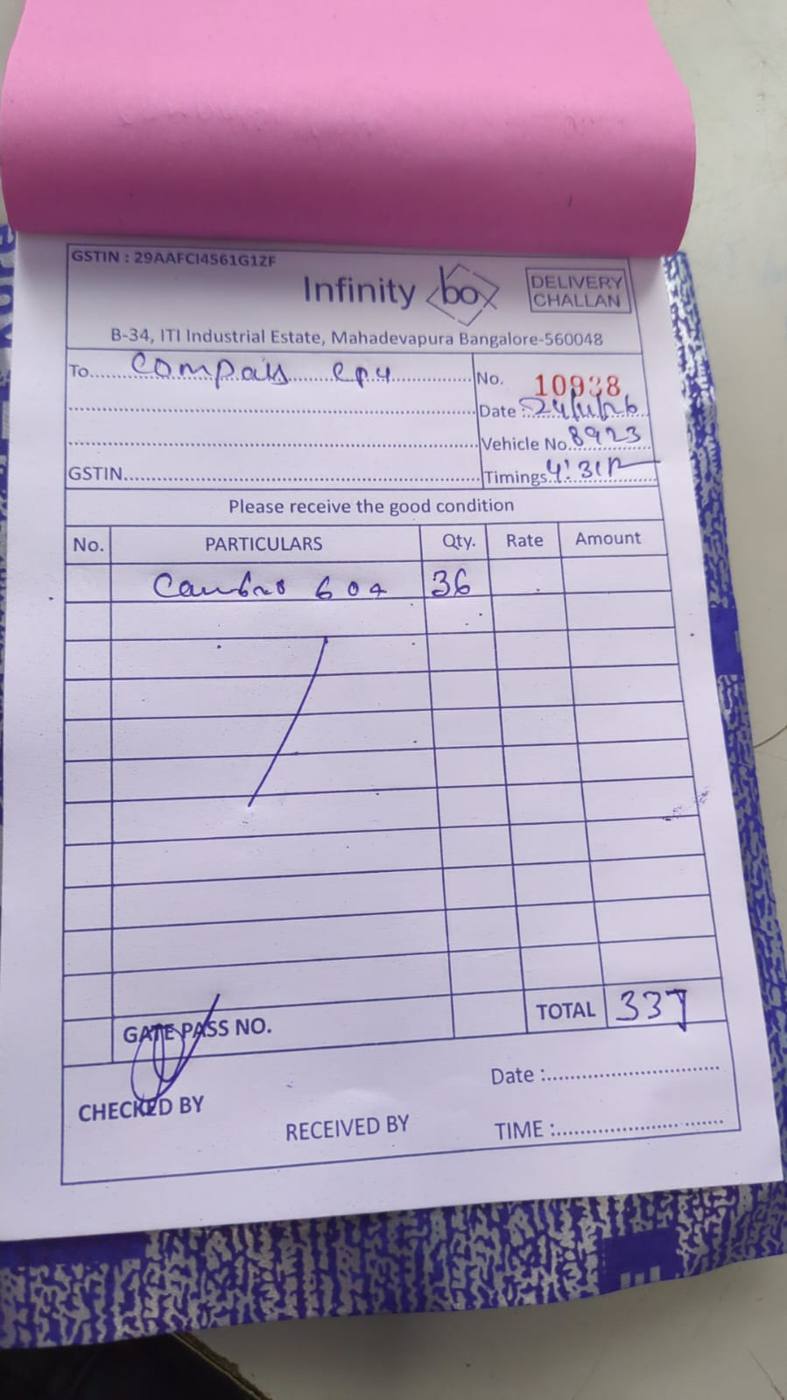 GSTIN : 29AAFCI4561G1ZF
Infinity box
DELIVERY CHALLAN
B-34, ITI Industrial Estate, Mahadevapura Bangalore-560048
To Compass
No. 10938
Date :
Vehicle No. 8923
GSTIN
Timings
Please receive the good condition
No. PARTICULARS Qty. Rate Amount
Cambro 36
GATE PASS NO. TOTAL 337
Date :
CHECKED BY
RECEIVED BY
TIME :